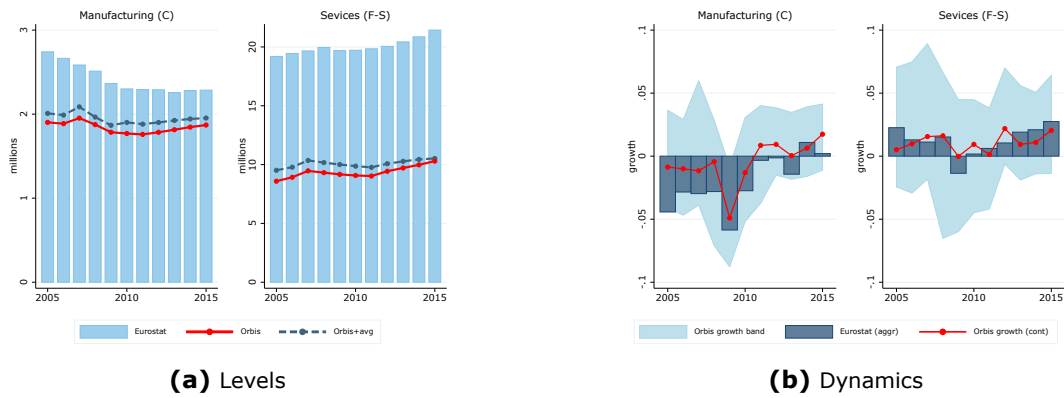 Manufacturing (C)
Sevices (F-S)
millions
3
2
1
0
2005 2010 2015
millions
20
15
10
5
0
2005 2010 2015
Eurostat Orbis Orbis+avg
(a) Levels
Manufacturing (C)
Sevices (F-S)
growth
.1
.05
0
-.05
-.1
2005 2010 2015
growth
.1
.05
0
-.05
-.1
2005 2010 2015
Orbis growth band Eurostat (aggr) Orbis growth (cont)
(b) Dynamics